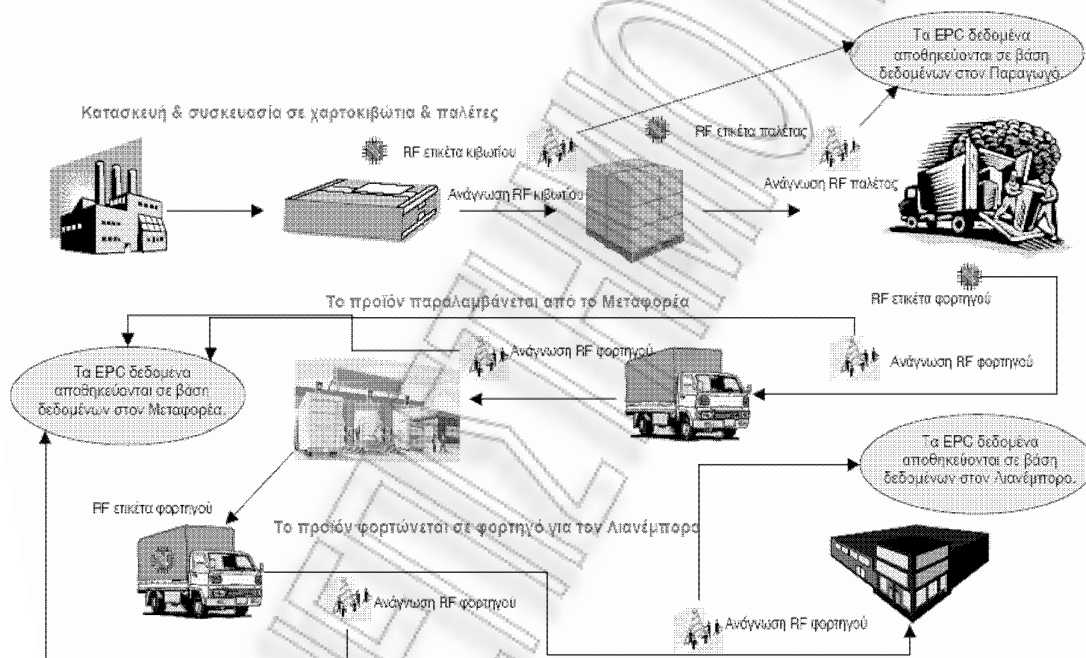 Τα EPC δεδομένα
αποθηκεύονται σε βάση
δεδομένων στον Παραγωγό.
Κατασκευή & συσκευασία σε χαρτοκιβώτια & παλέτες
RF ετικέτα κιβωτίου
RF ετικέτα παλέτας
Ανάγνωση RF κιβωτίου
Ανάγνωση RF παλέτας
RF ετικέτα φορτηγού
Το προϊόν παραλαμβάνεται από το Μεταφορέα
Ανάγνωση RF φορτηγού
Ανάγνωση RF φορτηγού
Τα EPC δεδομένα
αποθηκεύονται σε βάση
δεδομένων στον Μεταφορέα.
Τα EPC δεδομένα
αποθηκεύονται σε βάση
δεδομένων στον Λιανέμπορο.
RF ετικέτα φορτηγού
Το προϊόν φορτώνεται σε φορτηγό για τον Λιανέμπορο
Ανάγνωση RF φορτηγού
Ανάγνωση RF φορτηγού